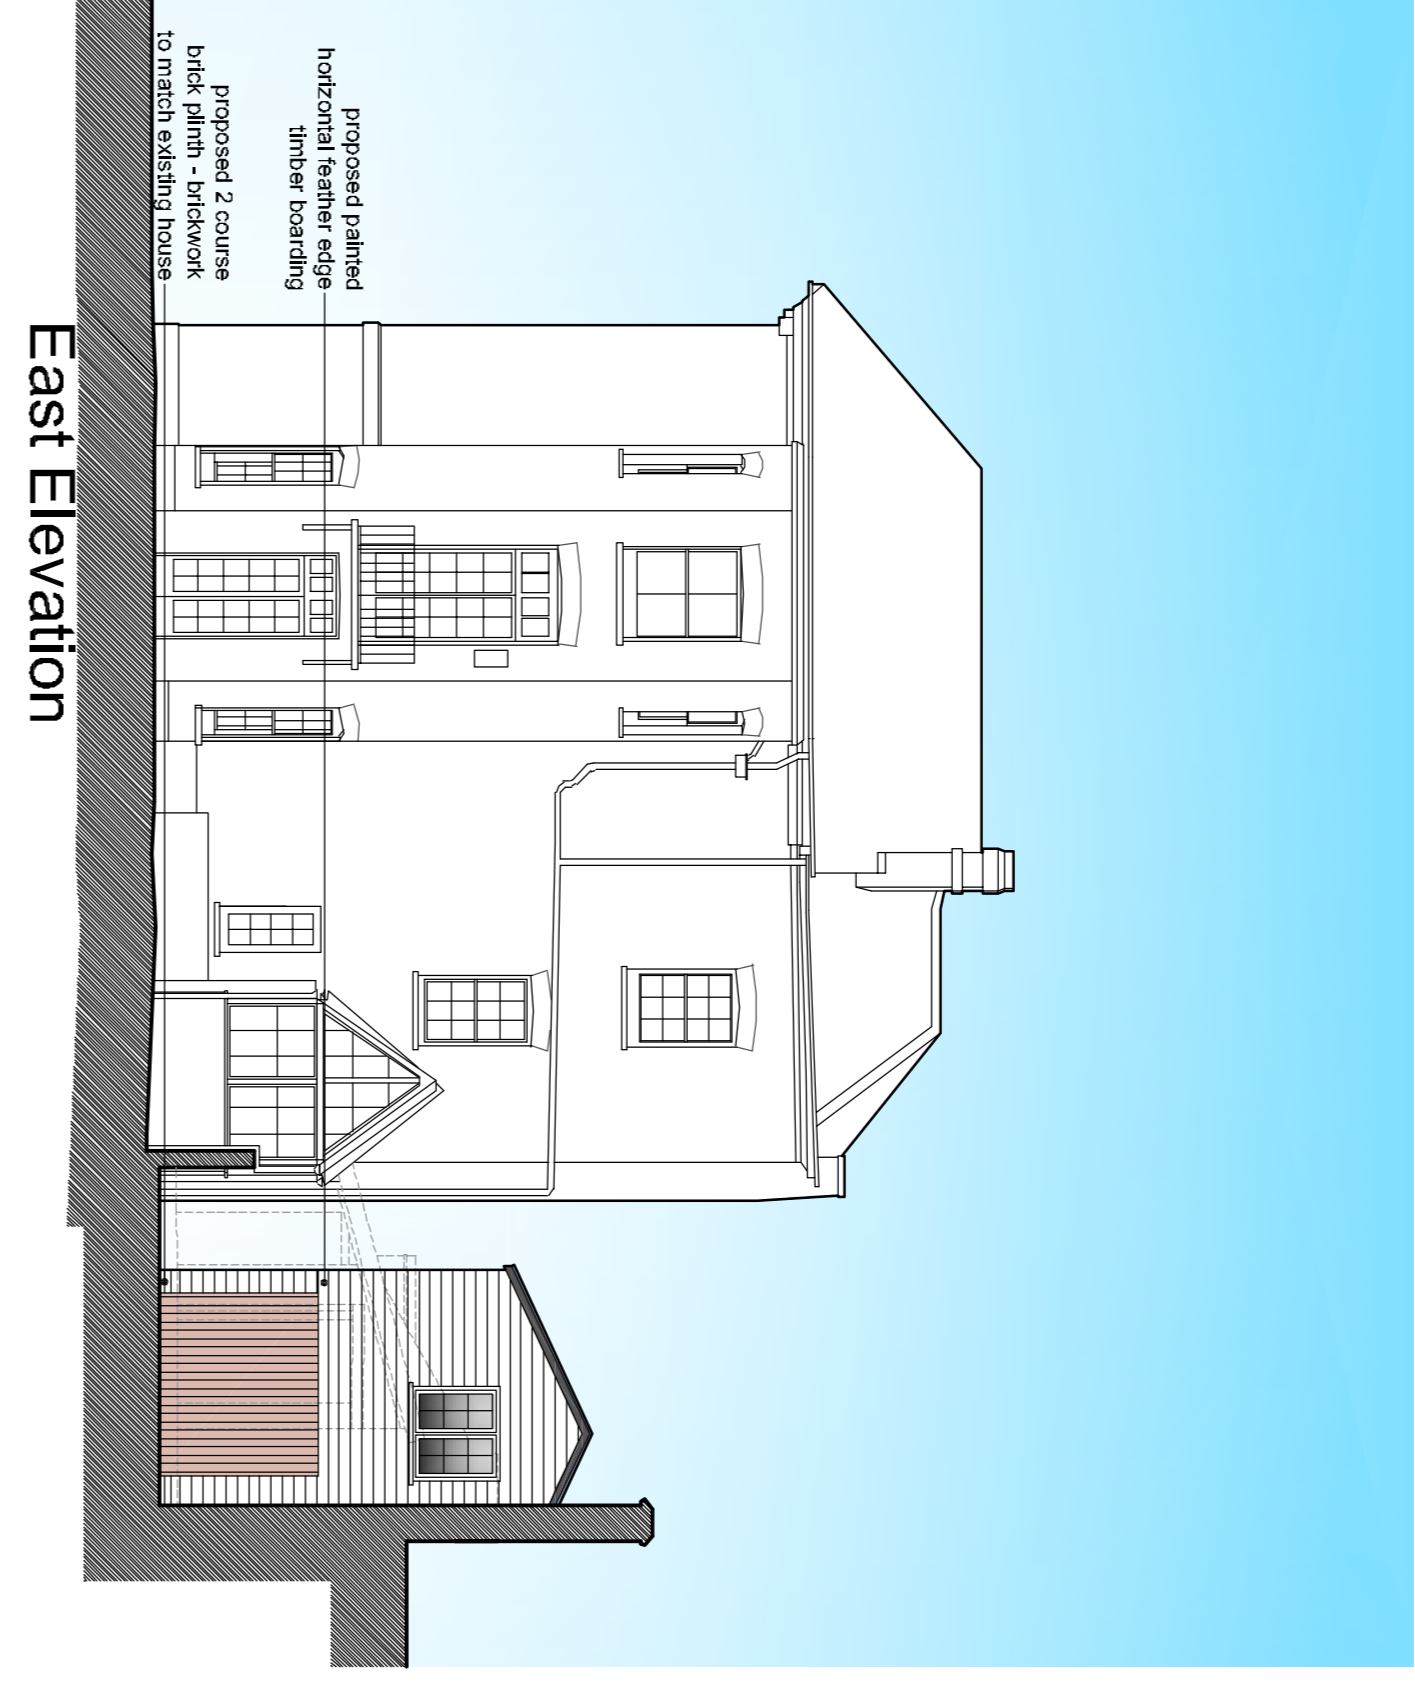 proposed painted
horizontal feather edge
timber boarding
proposed 2 course
brick plinth - brickwork
to match existing house
East Elevation